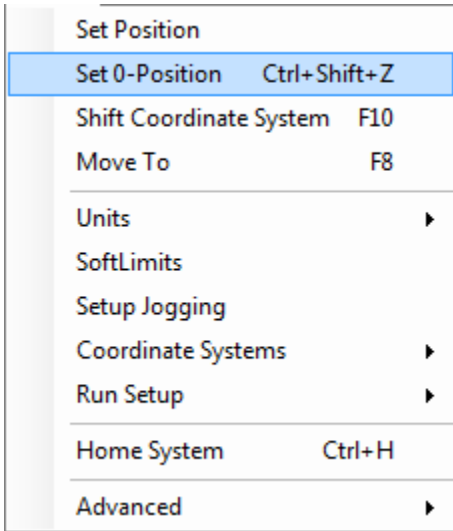 Set Position
Set 0-Position Ctrl+Shift+Z
Shift Coordinate System F10
Move To F8
Units
SoftLimits
Setup Jogging
Coordinate Systems
Run Setup
Home System Ctrl+H
Advanced